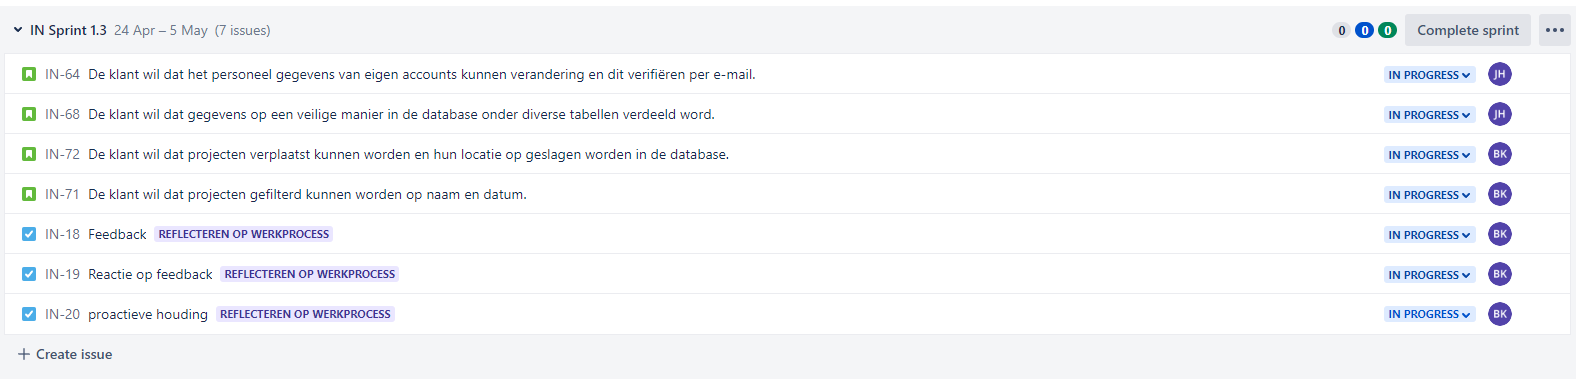 IN Sprint 1.3 24 Apr – 5 May (7 issues) 0 0 0 Complete sprint
IN-64 De klant wil dat het personeel gegevens van eigen accounts kunnen verandering en dit verifiëren per e-mail. IN PROGRESS JH
IN-68 De klant wil dat gegevens op een veilige manier in de database onder diverse tabellen verdeeld word. IN PROGRESS JH
IN-72 De klant wil dat projecten verplaatst kunnen worden en hun locatie op geslagen worden in de database. IN PROGRESS BK
IN-71 De klant wil dat projecten gefilterd kunnen worden op naam en datum. IN PROGRESS BK
IN-18 Feedback REFLECTEREN OP WERKPROCESS IN PROGRESS BK
IN-19 Reactie op feedback REFLECTEREN OP WERKPROCESS IN PROGRESS BK
IN-20 proactieve houding REFLECTEREN OP WERKPROCESS IN PROGRESS BK
+ Create issue